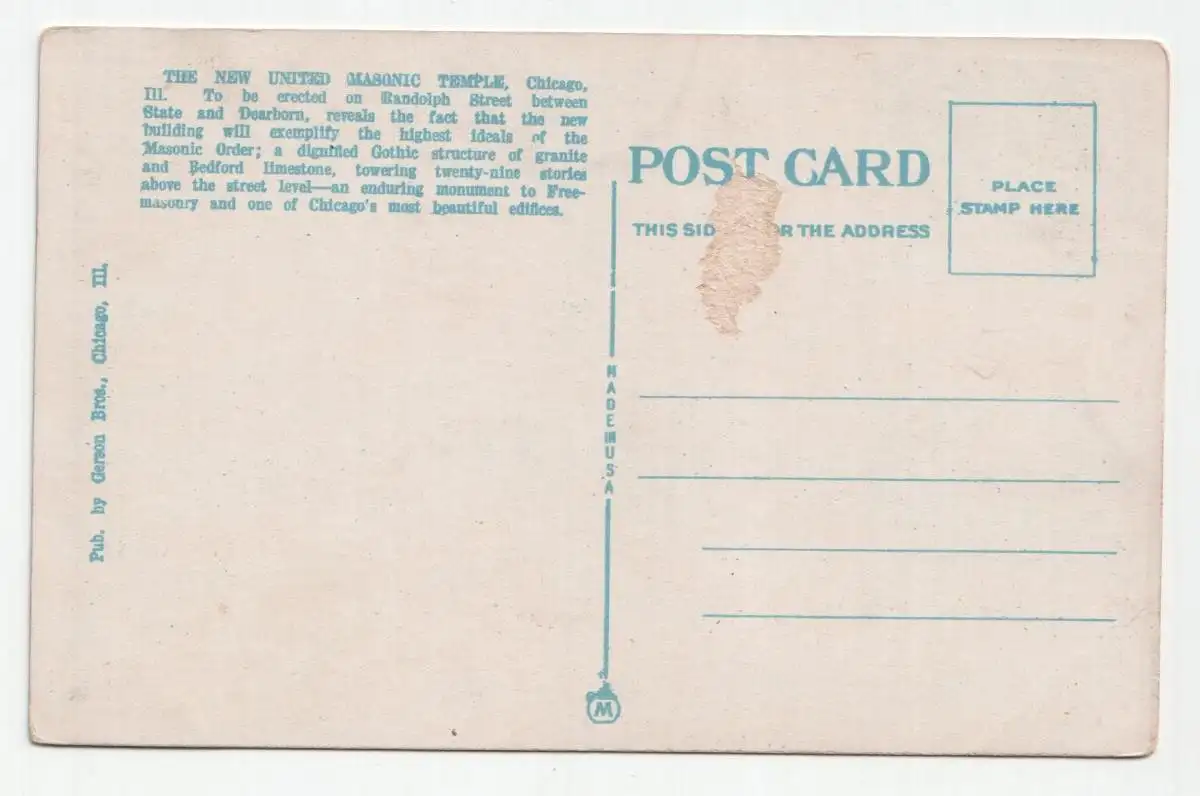 THE NEW UNITED MASONIC TEMPLE, Chicago,
Ill. To be erected on Randolph Street between
State and Dearborn, reveals the fact that the new
building will exemplify the highest ideals of the
Masonic Order; a dignified Gothic structure of granite
and Bedford limestone, towering twenty-nine stories
above the street level—an enduring monument to Free-
masonry and one of Chicago's most beautiful edifices.
Pub. by Gerson Bros., Chicago, Ill.
MADE IN USA
M
POST CARD
THIS SID R THE ADDRESS
PLACE
STAMP HERE